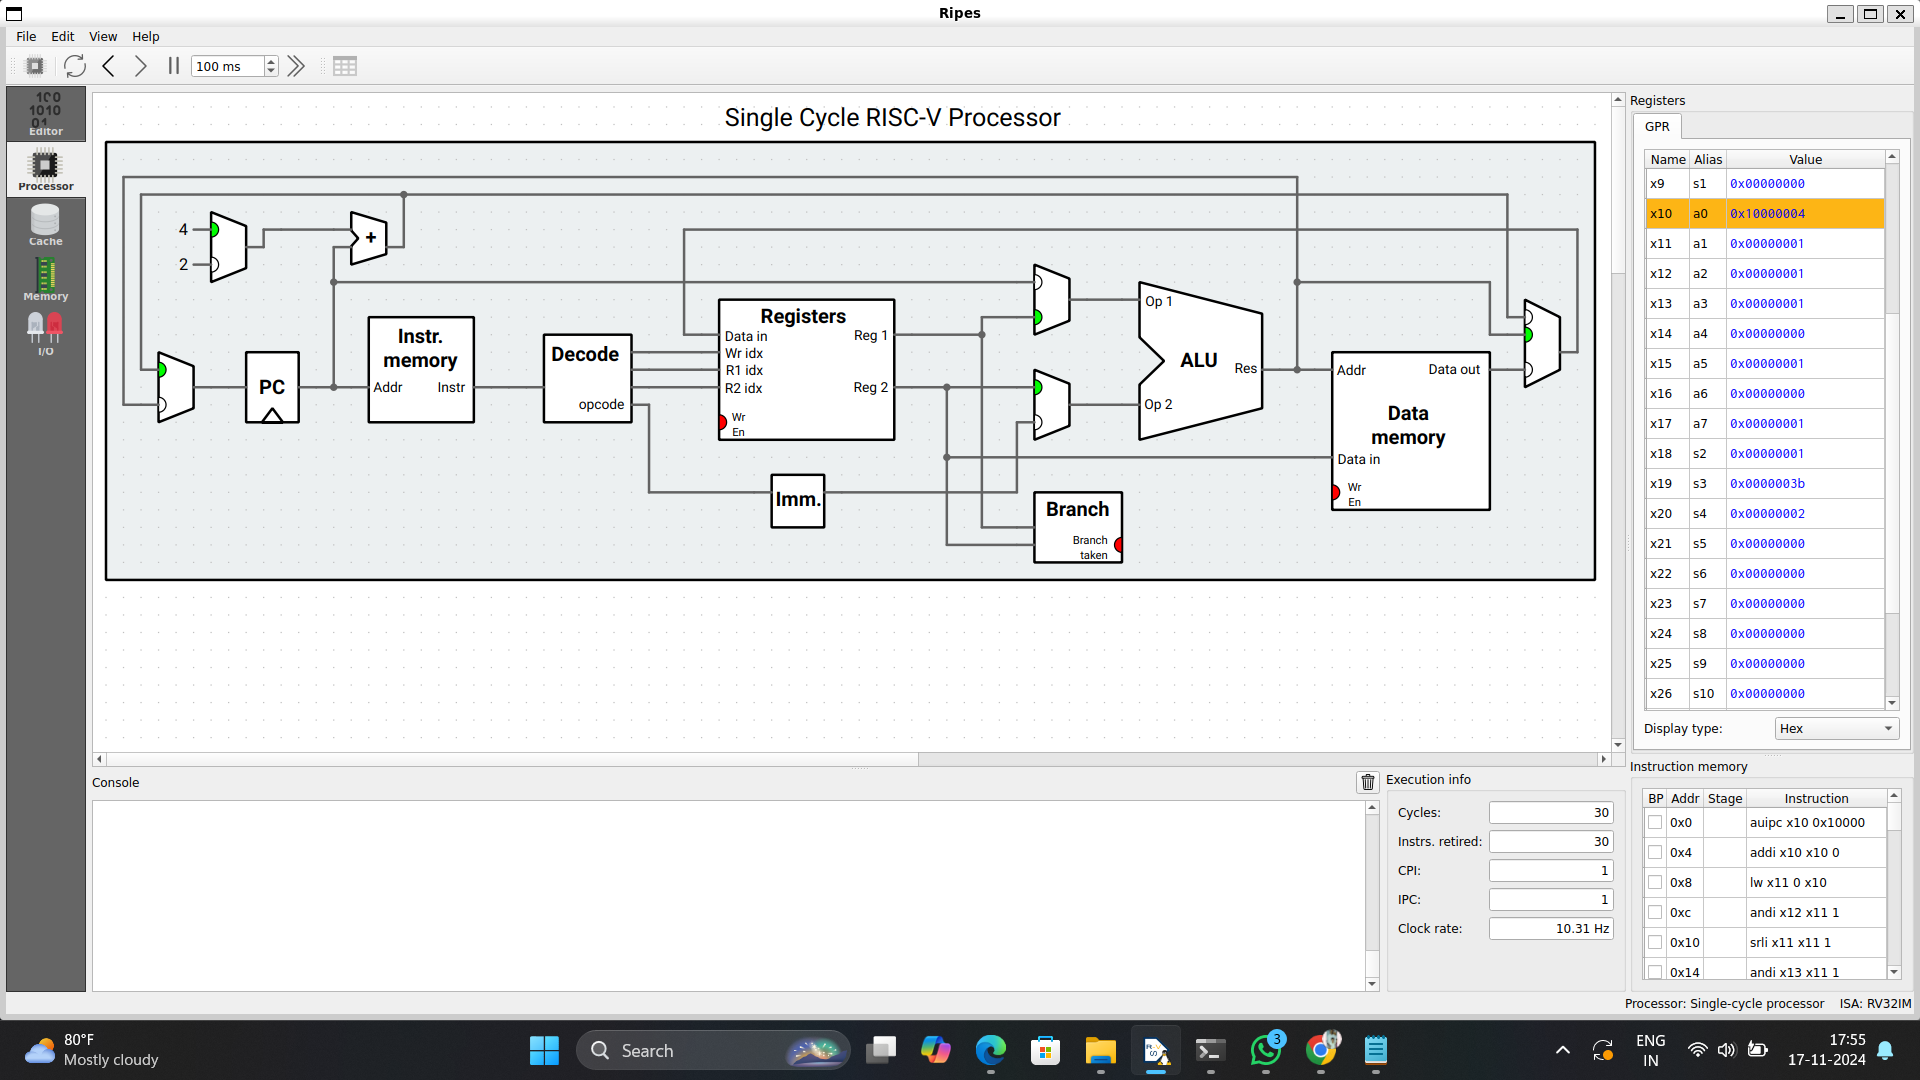 Ripes
File Edit View Help
100 ms
Editor
Processor
Cache
Memory
I/O
Single Cycle RISC-V Processor
4
2
+
PC
Instr.
memory
Addr Instr
Decode
opcode
Registers
Data in Reg 1
Wr idx
R1 idx
R2 idx Reg 2
Wr
En
Imm.
Op 1
ALU
Res
Op 2
Branch
Branch
taken
Addr Data out
Data
memory
Data in
Wr
En
Registers
GPR
Name Alias Value
x9 s1 0x00000000
x10 a0 0x10000004
x11 a1 0x00000001
x12 a2 0x00000001
x13 a3 0x00000001
x14 a4 0x00000000
x15 a5 0x00000001
x16 a6 0x00000000
x17 a7 0x00000001
x18 s2 0x00000001
x19 s3 0x0000003b
x20 s4 0x00000002
x21 s5 0x00000000
x22 s6 0x00000000
x23 s7 0x00000000
x24 s8 0x00000000
x25 s9 0x00000000
x26 s10 0x00000000
Display type: Hex
Console
Execution info
Cycles: 30
Instrs. retired: 30
CPI: 1
IPC: 1
Clock rate: 10.31 Hz
Instruction memory
BP Addr Stage Instruction
0x0 auipc x10 0x10000
0x4 addi x10 x10 0
0x8 lw x11 0 x10
0xc andi x12 x11 1
0x10 srli x11 x11 1
0x14 andi x13 x11 1
Processor: Single-cycle processor ISA: RV32IM
80°F
Mostly cloudy
Search
3
ENG
IN
17:55
17-11-2024